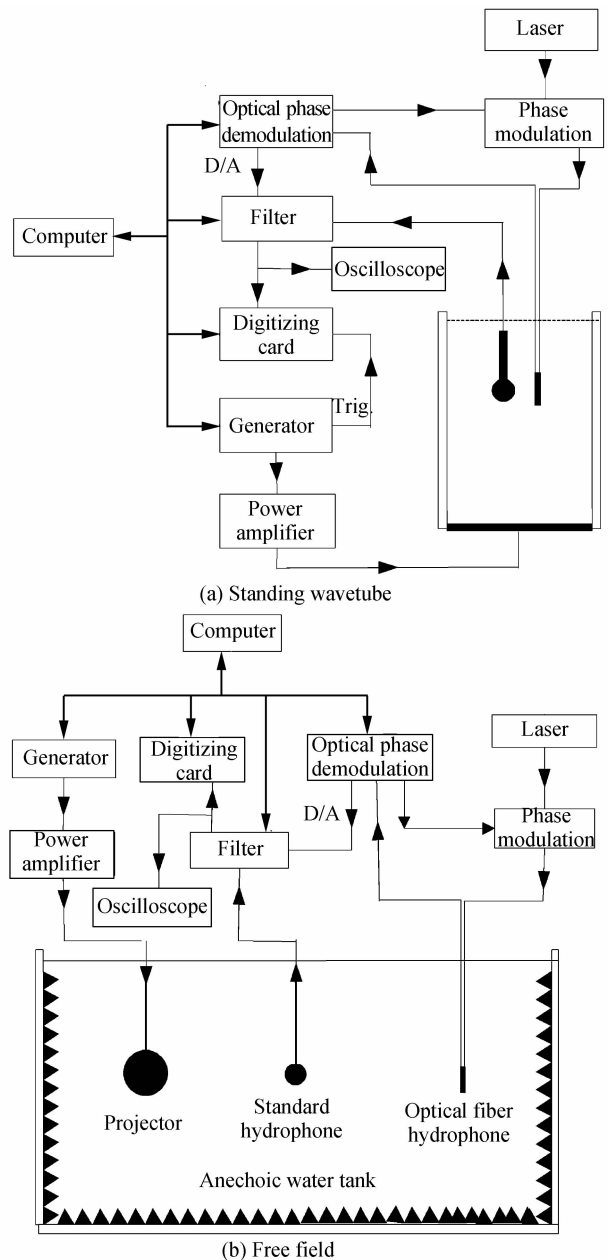 Laser
Optical phase
demodulation
Phase
modulation
D/A
Filter
Computer
Oscilloscope
Digitizing
card
Trig.
Generator
Power
amplifier
(a) Standing wavetube
Computer
Generator
Digitizing
card
Optical phase
demodulation
Laser
D/A
Phase
modulation
Power
amplifier
Filter
Oscilloscope
Projector
Standard
hydrophone
Optical fiber
hydrophone
Anechoic water tank
(b) Free field